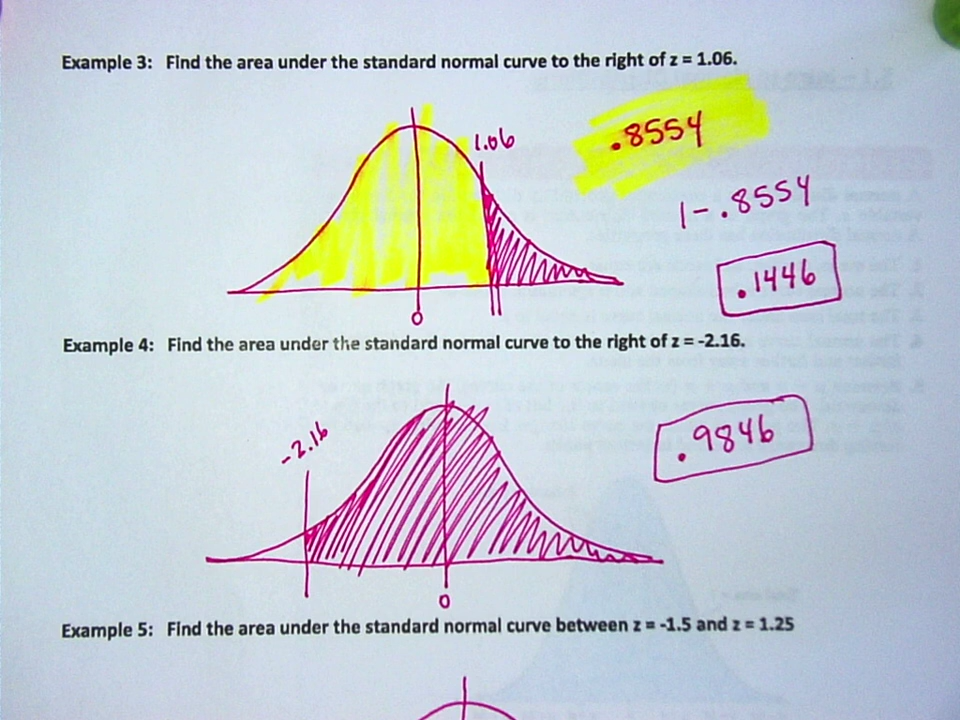 Example 3: Find the area under the standard normal curve to the right of z = 1.06.
1.06
.8554
1-.8554
.1446
0
Example 4: Find the area under the standard normal curve to the right of z = -2.16.
-2.16
.9846
0
Example 5: Find the area under the standard normal curve between z = -1.5 and z = 1.25